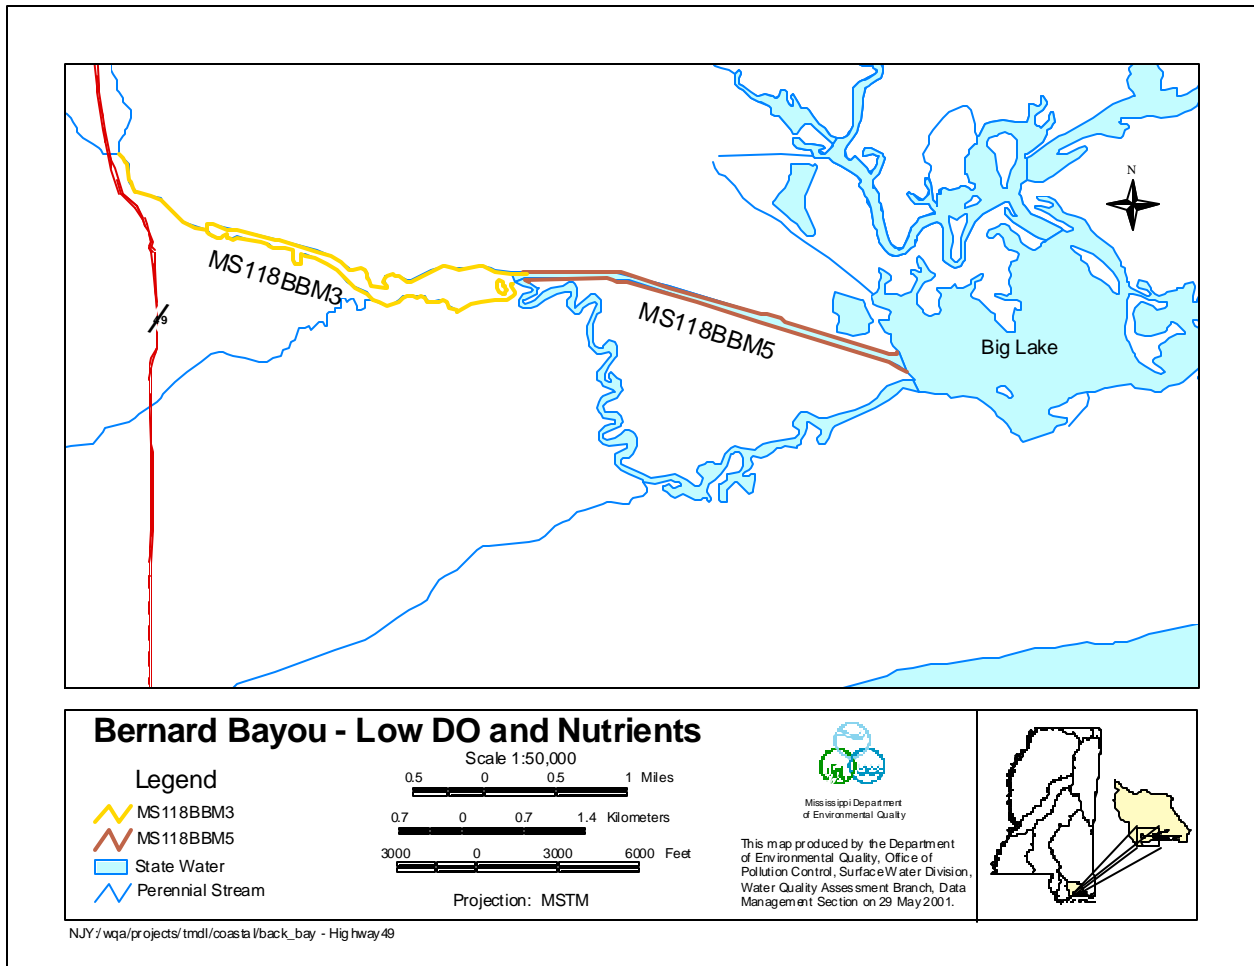 N
MS118BBM3
MS118BBM5
Big Lake
49
Bernard Bayou - Low DO and Nutrients
Scale 1:50,000
0.5 0 0.5 1 Miles
0.7 0 0.7 1.4 Kilometers
3000 0 3000 6000 Feet
Projection: MSTM
Legend
MS118BBM3
MS118BBM5
State Water
Perennial Stream
Mississippi Department
of Environmental Quality
This map produced by the Department
of Environmental Quality, Office of
Pollution Control, Surface Water Division,
Water Quality Assessment Branch, Data
Management Section on 29 May 2001.
NJY:/wqa/projects/tmdl/coastal/back_bay - Highway49